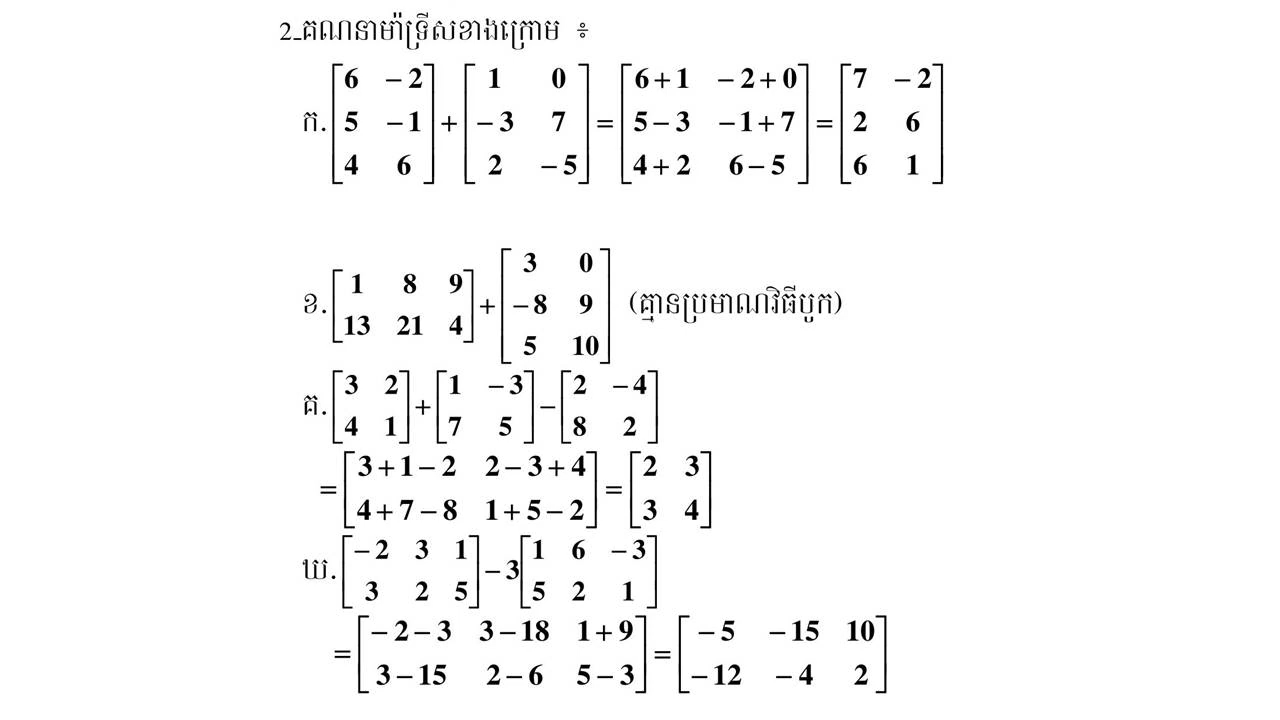 2_គណនាម៉ាទ្រីសខាងក្រោម ៖
ក. [6 −2; 5 −1; 4 6] + [1 0; −3 7; 2 −5] = [6+1 −2+0; 5−3 −1+7; 4+2 6−5] = [7 −2; 2 6; 6 1]
ខ. [1 8 9; 13 21 4] + [3 0; −8 9; 5 10] (គ្មានប្រមាណវិធីបូក)
គ. [3 2; 4 1] + [1 −3; 7 5] − [2 −4; 8 2]
= [3+1−2 2−3+4; 4+7−8 1+5−2] = [2 3; 3 4]
ឃ. [−2 3 1; 3 2 5] − 3[1 6 −3; 5 2 1]
= [−2−3 3−18 1+9; 3−15 2−6 5−3] = [−5 −15 10; −12 −4 2]